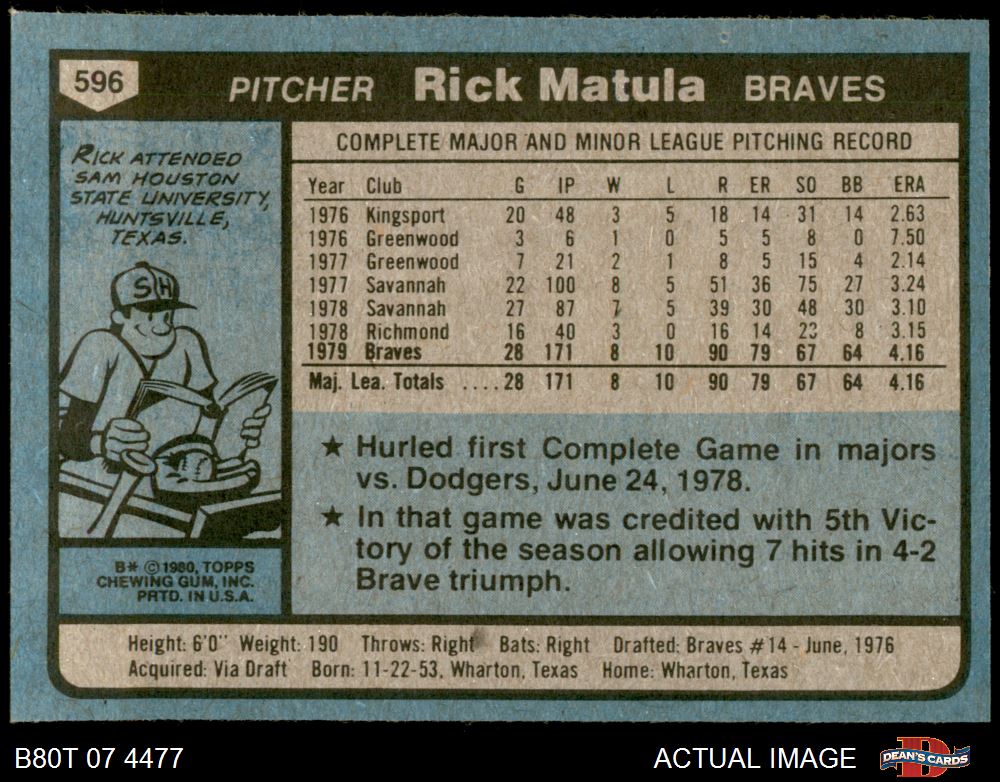 596 PITCHER Rick Matula BRAVES
RICK ATTENDED
SAM HOUSTON
STATE UNIVERSITY,
HUNTSVILLE,
TEXAS.
SH
B* © 1980, TOPPS
CHEWING GUM, INC.
PRTD. IN U.S.A.
COMPLETE MAJOR AND MINOR LEAGUE PITCHING RECORD
Year Club G IP W L R ER SO BB ERA
1976 Kingsport 20 48 3 5 18 14 31 14 2.63
1976 Greenwood 3 6 1 0 5 5 8 0 7.50
1977 Greenwood 7 21 2 1 8 5 15 4 2.14
1977 Savannah 22 100 8 5 51 36 75 27 3.24
1978 Savannah 27 87 7 5 39 30 48 30 3.10
1978 Richmond 16 40 3 0 16 14 23 8 3.15
1979 Braves 28 171 8 10 90 79 67 64 4.16
Maj. Lea. Totals ....28 171 8 10 90 79 67 64 4.16
★ Hurled first Complete Game in majors
vs. Dodgers, June 24, 1978.
★ In that game was credited with 5th Vic-
tory of the season allowing 7 hits in 4-2
Brave triumph.
Height: 6'0" Weight: 190 Throws: Right Bats: Right Drafted: Braves #14 - June, 1976
Acquired: Via Draft Born: 11-22-53, Wharton, Texas Home: Wharton, Texas
B80T 07 4477 ACTUAL IMAGE DEAN'S CARDS